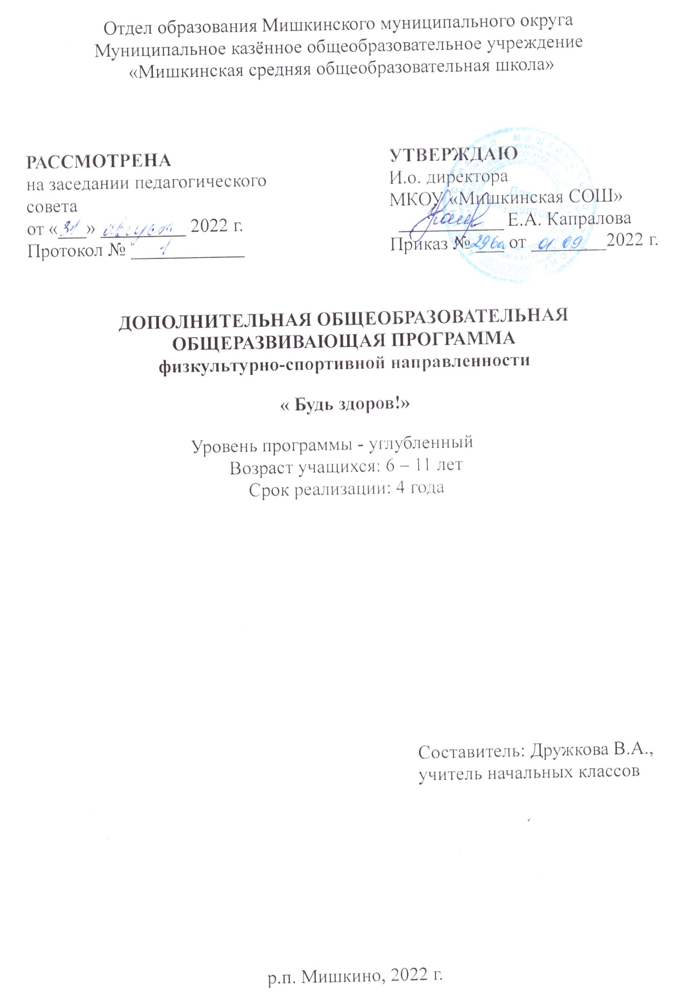 Отдел образования Мишкинского муниципального округа
Муниципальное казённое общеобразовательное учреждение
«Мишкинская средняя общеобразовательная школа»
РАССМОТРЕНА
на заседании педагогического
совета
от «31» август 2022 г.
Протокол № 1
УТВЕРЖДАЮ
И.о. директора
МКОУ «Мишкинская СОШ»
Е.А. Капралова
Приказ № 296а от 01.09. 2022 г.
ДОПОЛНИТЕЛЬНАЯ ОБЩЕОБРАЗОВАТЕЛЬНАЯ
ОБЩЕРАЗВИВАЮЩАЯ ПРОГРАММА
физкультурно-спортивной направленности
« Будь здоров!»
Уровень программы - углубленный
Возраст учащихся: 6 – 11 лет
Срок реализации: 4 года
Составитель: Дружкова В.А.,
учитель начальных классов
р.п. Мишкино, 2022 г.